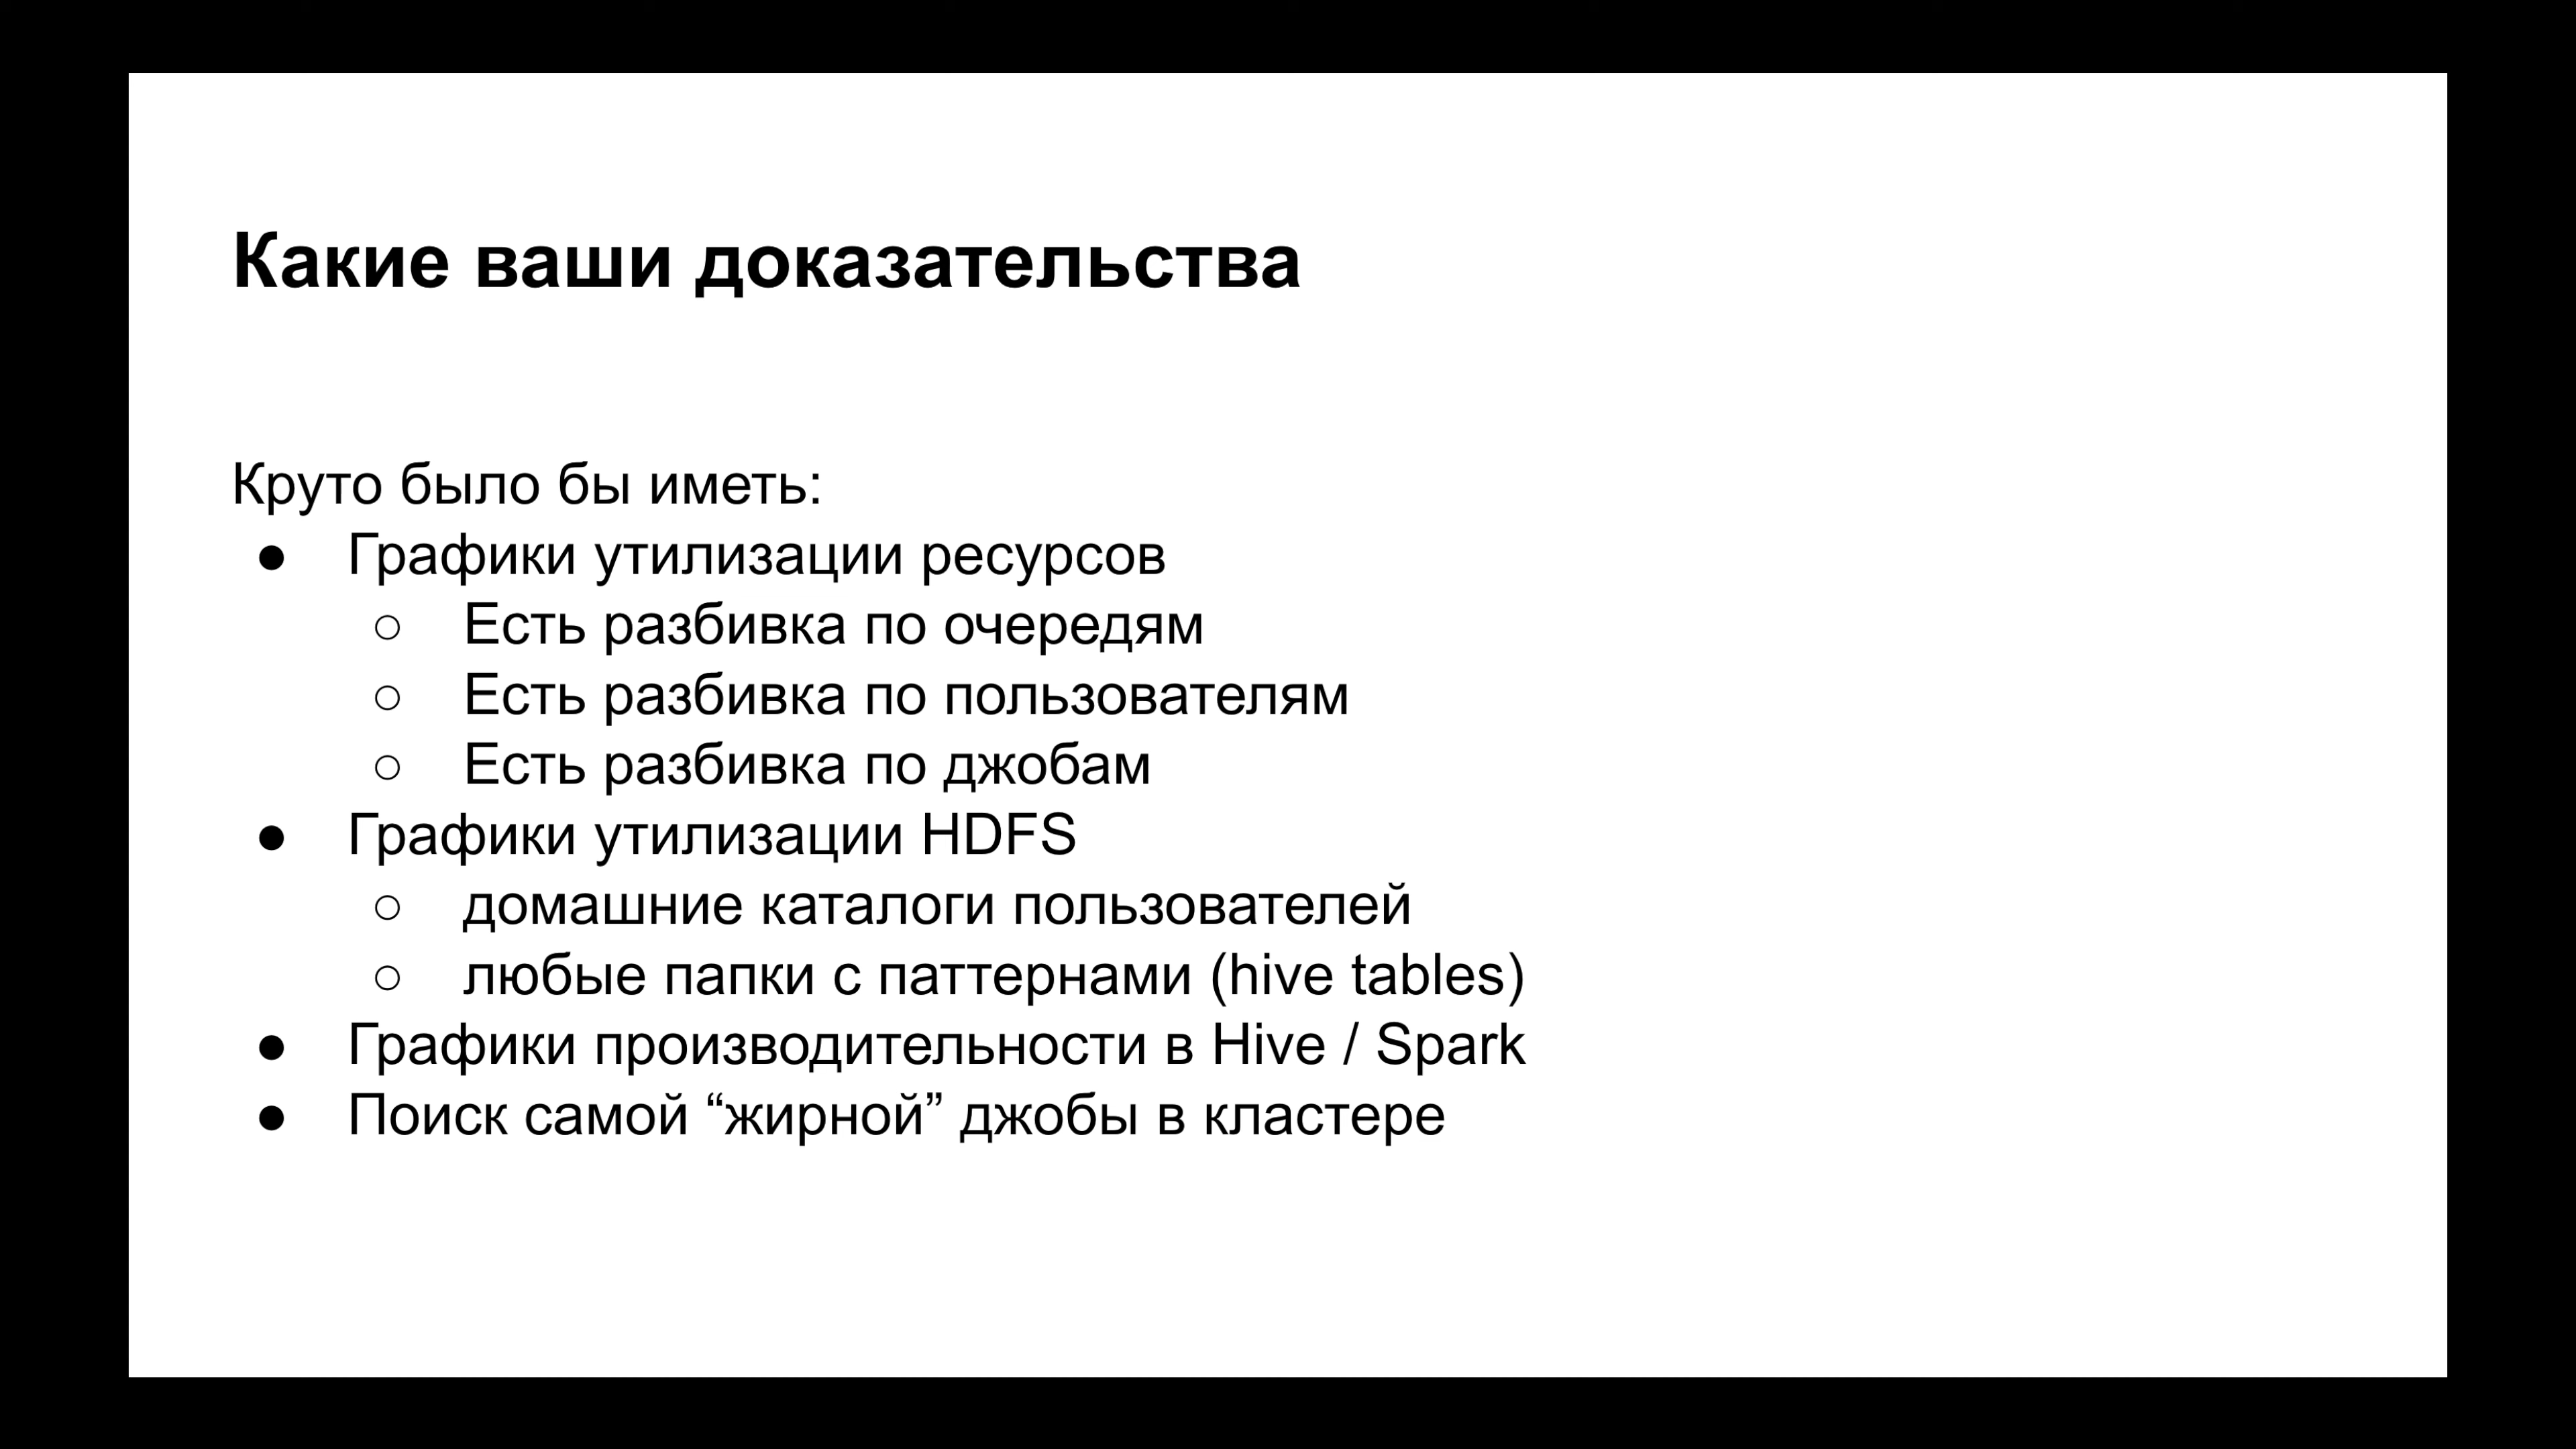 Какие ваши доказательства
Круто было бы иметь:
● Графики утилизации ресурсов
○ Есть разбивка по очередям
○ Есть разбивка по пользователям
○ Есть разбивка по джобам
● Графики утилизации HDFS
○ домашние каталоги пользователей
○ любые папки с паттернами (hive tables)
● Графики производительности в Hive / Spark
● Поиск самой “жирной” джобы в кластере